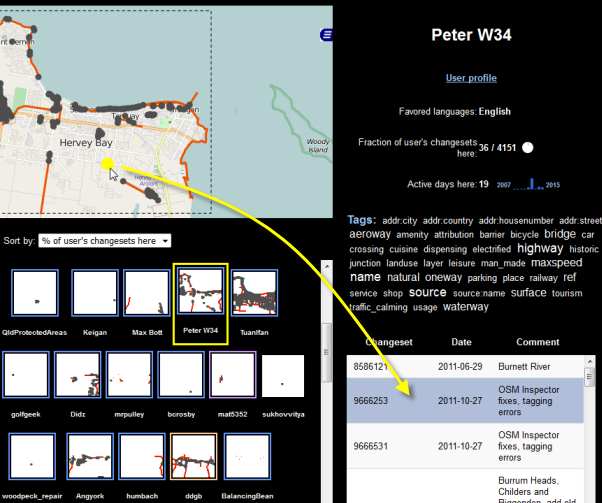 Hervey Bay
Torquay
Woody
Island
Hervey
Airport
Sort by: % of user's changesets here
QldProtectedAreas Keigan Max Bott Peter W34 Tuanifan
golfgeek Didz mrpulley bcrosby mat5352 sukhovvitya
woodpeck_repair Angyork humbach ddgb BalancingBean
Peter W34
User profile
Favored languages: English
Fraction of user's changesets
here: 36 / 4151
Active days here: 19 2007 2015
Tags: addr:city addr:country addr:housenumber addr:street
aeroway amenity attribution barrier bicycle bridge car
crossing cuisine dispensing electrified highway historic
junction landuse layer leisure man_made maxspeed
name natural oneway parking place railway ref
service shop source source:name surface tourism
traffic_calming usage waterway
Changeset Date Comment
8586121 2011-06-29 Burnett River
9666253 2011-10-27 OSM Inspector
fixes, tagging
errors
9666531 2011-10-27 OSM Inspector
fixes, tagging
errors
Burrum Heads,
Childers and